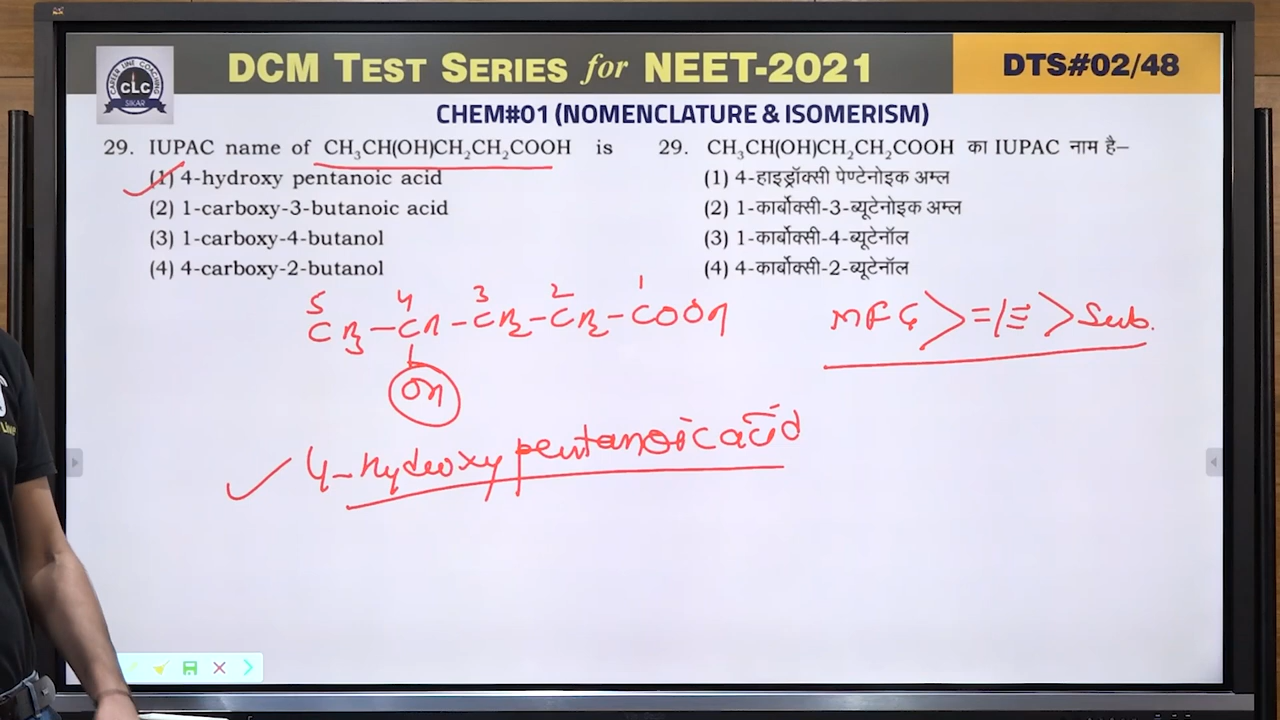 DCM TEST SERIES for NEET-2021
DTS#02/48
CAREER LINE COACHING
CLC
SIKAR
CHEM#01 (NOMENCLATURE & ISOMERISM)
29. IUPAC name of CH₃CH(OH)CH₂CH₂COOH is
(1) 4-hydroxy pentanoic acid
(2) 1-carboxy-3-butanoic acid
(3) 1-carboxy-4-butanol
(4) 4-carboxy-2-butanol
29. CH₃CH(OH)CH₂CH₂COOH का IUPAC नाम है–
(1) 4-हाइड्रॉक्सी पेण्टेनोइक अम्ल
(2) 1-कार्बोक्सी-3-ब्यूटेनोइक अम्ल
(3) 1-कार्बोक्सी-4-ब्यूटेनॉल
(4) 4-कार्बोक्सी-2-ब्यूटेनॉल
5 4 3 2 1
CH₃–CH–CH₂–CH₂–COOH
OH
MFG > =/≡ > Sub.
4-hydroxy pentanoic acid